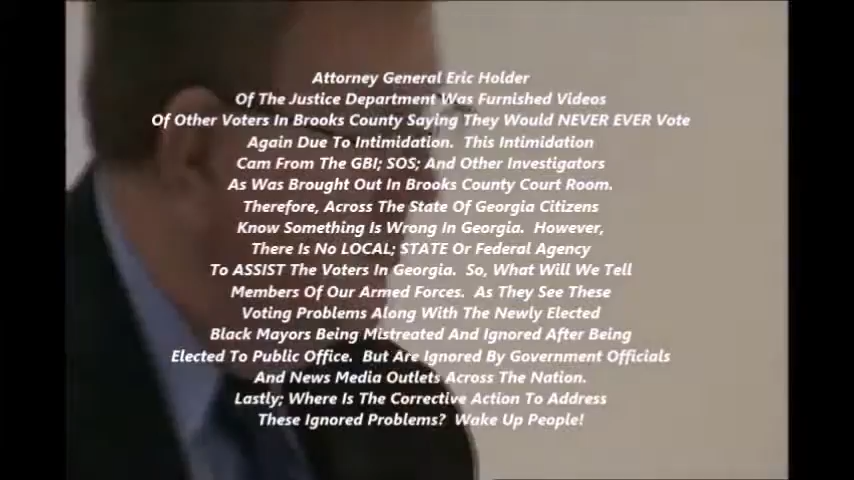 Attorney General Eric Holder
Of The Justice Department Was Furnished Videos
Of Other Voters In Brooks County Saying They Would NEVER EVER Vote
Again Due To Intimidation. This Intimidation
Cam From The GBI; SOS; And Other Investigators
As Was Brought Out In Brooks County Court Room.
Therefore, Across The State Of Georgia Citizens
Know Something Is Wrong In Georgia. However,
There Is No LOCAL; STATE Or Federal Agency
To ASSIST The Voters In Georgia. So, What Will We Tell
Members Of Our Armed Forces. As They See These
Voting Problems Along With The Newly Elected
Black Mayors Being Mistreated And Ignored After Being
Elected To Public Office. But Are Ignored By Government Officials
And News Media Outlets Across The Nation.
Lastly; Where Is The Corrective Action To Address
These Ignored Problems? Wake Up People!